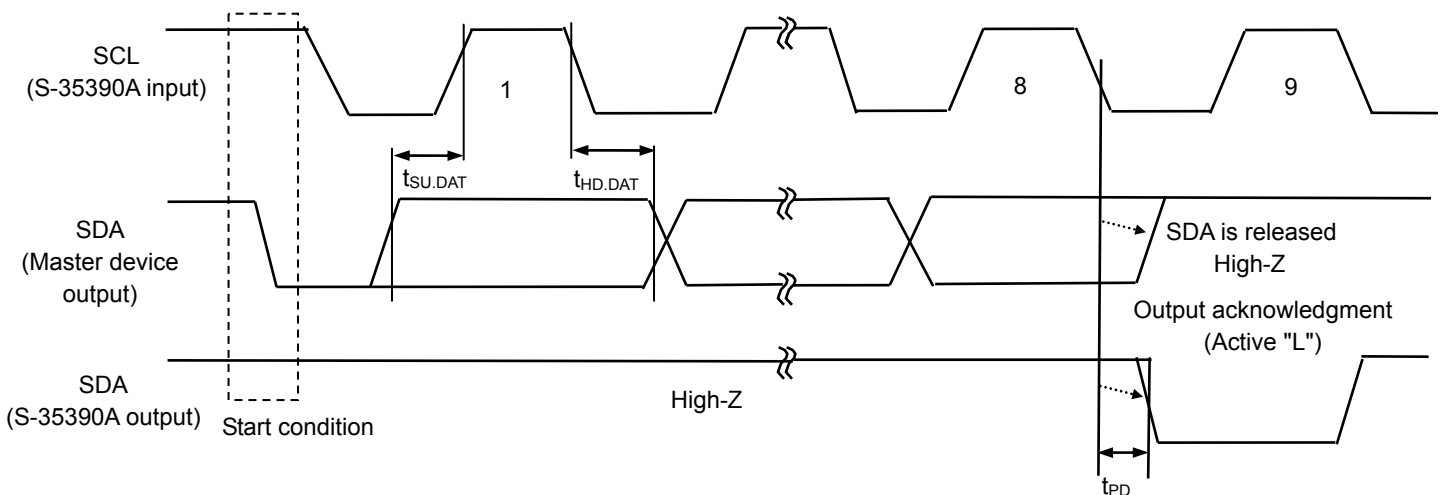 SCL
(S-35390A input)
1
8
9
tSU.DAT
tHD.DAT
SDA
(Master device
output)
SDA is released
High-Z
Output acknowledgment
(Active "L")
SDA
(S-35390A output)
High-Z
Start condition
tPD